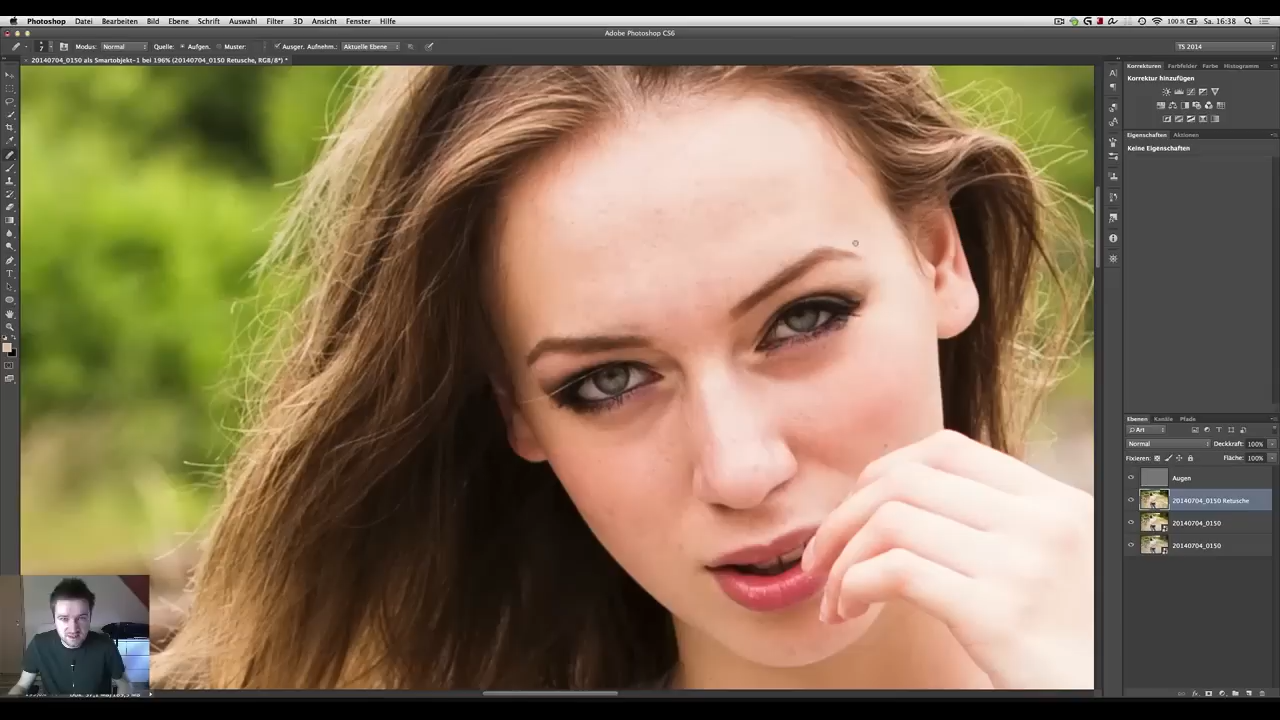 Photoshop Datei Bearbeiten Bild Ebene Schrift Auswahl Filter 3D Ansicht Fenster Hilfe 100 % Sa. 16:38
Adobe Photoshop CS6
Modus: Normal Quelle: Aufgen. Muster: Ausger. Aufnehm.: Aktuelle Ebene TS 2014
20140704_0150 als Smartobjekt-1 bei 196% (20140704_0150 Retusche, RGB/8*) *
Korrekturen Farbfelder Farbe Histogramm
Korrektur hinzufügen
Eigenschaften Aktionen
Keine Eigenschaften
Ebenen Kanäle Pfade
Art
Normal Deckkraft: 100%
Fixieren: Fläche: 100%
Augen
20140704_0150 Retusche
20140704_0150
20140704_0150